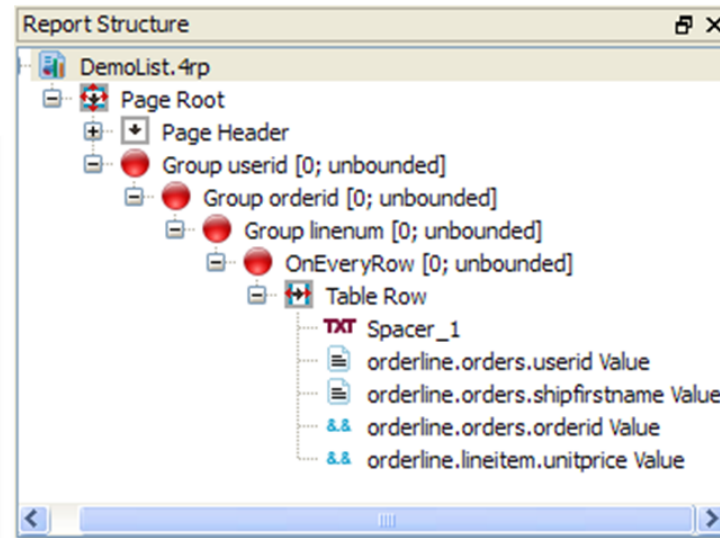 Report Structure
DemoList.4rp
Page Root
Page Header
Group userid [0; unbounded]
Group orderid [0; unbounded]
Group linenum [0; unbounded]
OnEveryRow [0; unbounded]
Table Row
TXT Spacer_1
orderline.orders.userid Value
orderline.orders.shipfirstname Value
&.& orderline.orders.orderid Value
&.& orderline.lineitem.unitprice Value